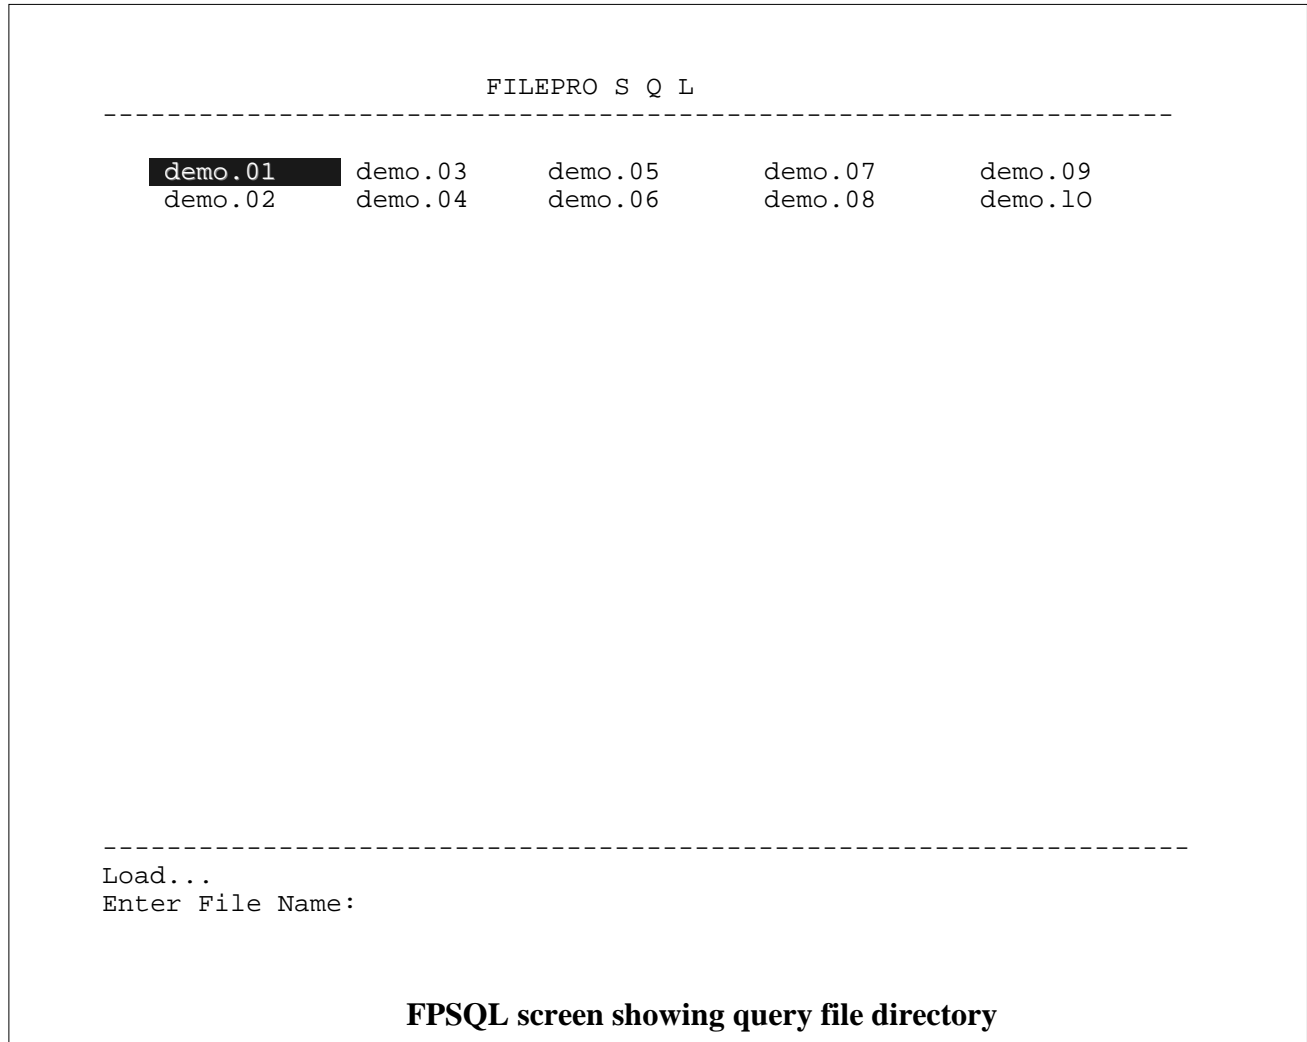 FILEPRO S Q L
--------------------------------------------------------------------
demo.01 demo.03 demo.05 demo.07 demo.09
demo.02 demo.04 demo.06 demo.08 demo.lO
---------------------------------------------------------------------
Load...
Enter File Name:
FPSQL screen showing query file directory